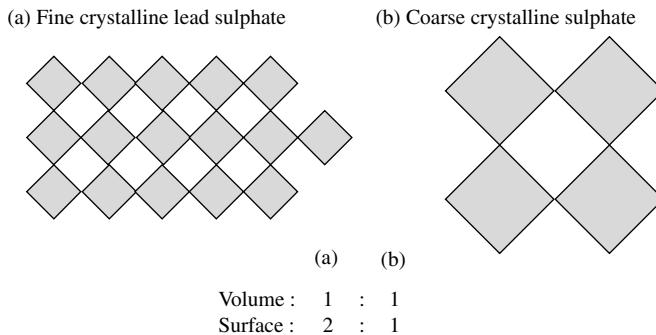 (a) Fine crystalline lead sulphate
(b) Coarse crystalline sulphate
(a) (b)
Volume : 1 : 1
Surface : 2 : 1